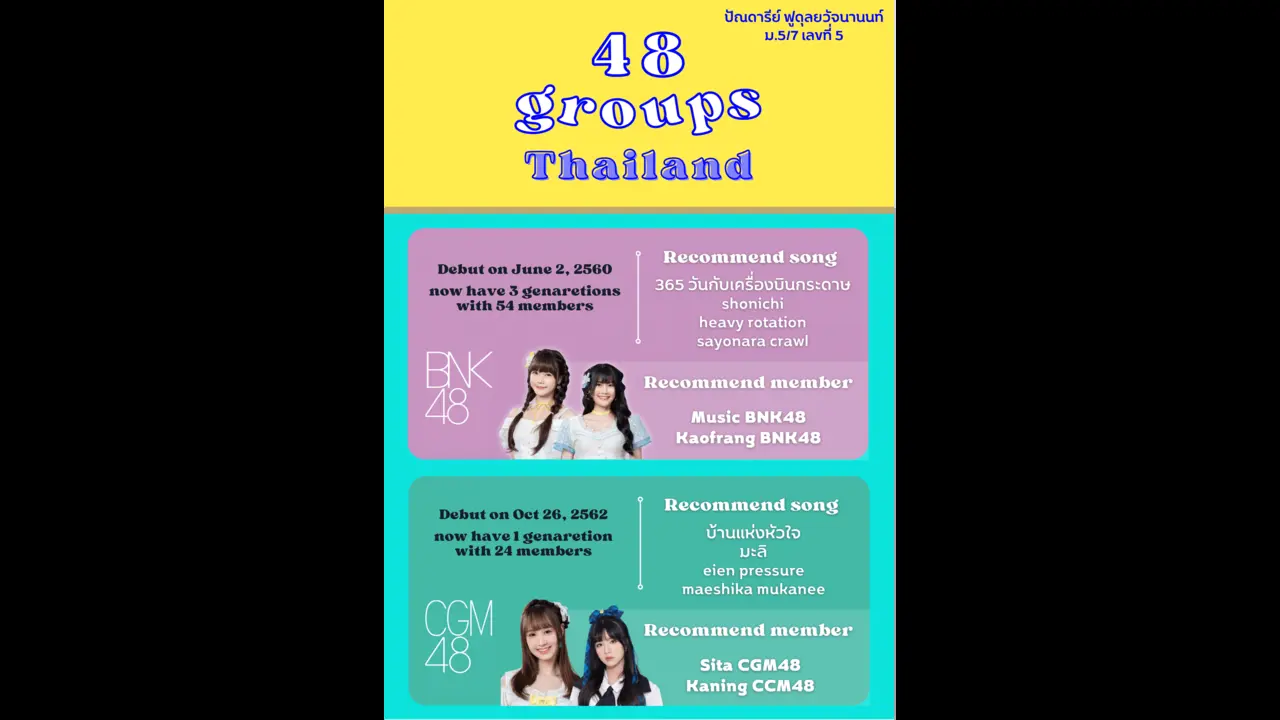 ปัณดารีย์ ฟูดุลยวัจนานนท์
ม.5/7 เลขที่ 5
48
groups
Thailand
Debut on June 2, 2560
now have 3 genaretions
with 54 members
Recommend song
365 วันกับเครื่องบินกระดาษ
shonichi
heavy rotation
sayonara crawl
BNK
48
Recommend member
Music BNK48
Kaofrang BNK48
Debut on Oct 26, 2562
now have 1 genaretion
with 24 members
Recommend song
บ้านแห่งหัวใจ
มะลิ
eien pressure
maeshika mukanee
CGM
48
Recommend member
Sita CGM48
Kaning CCM48